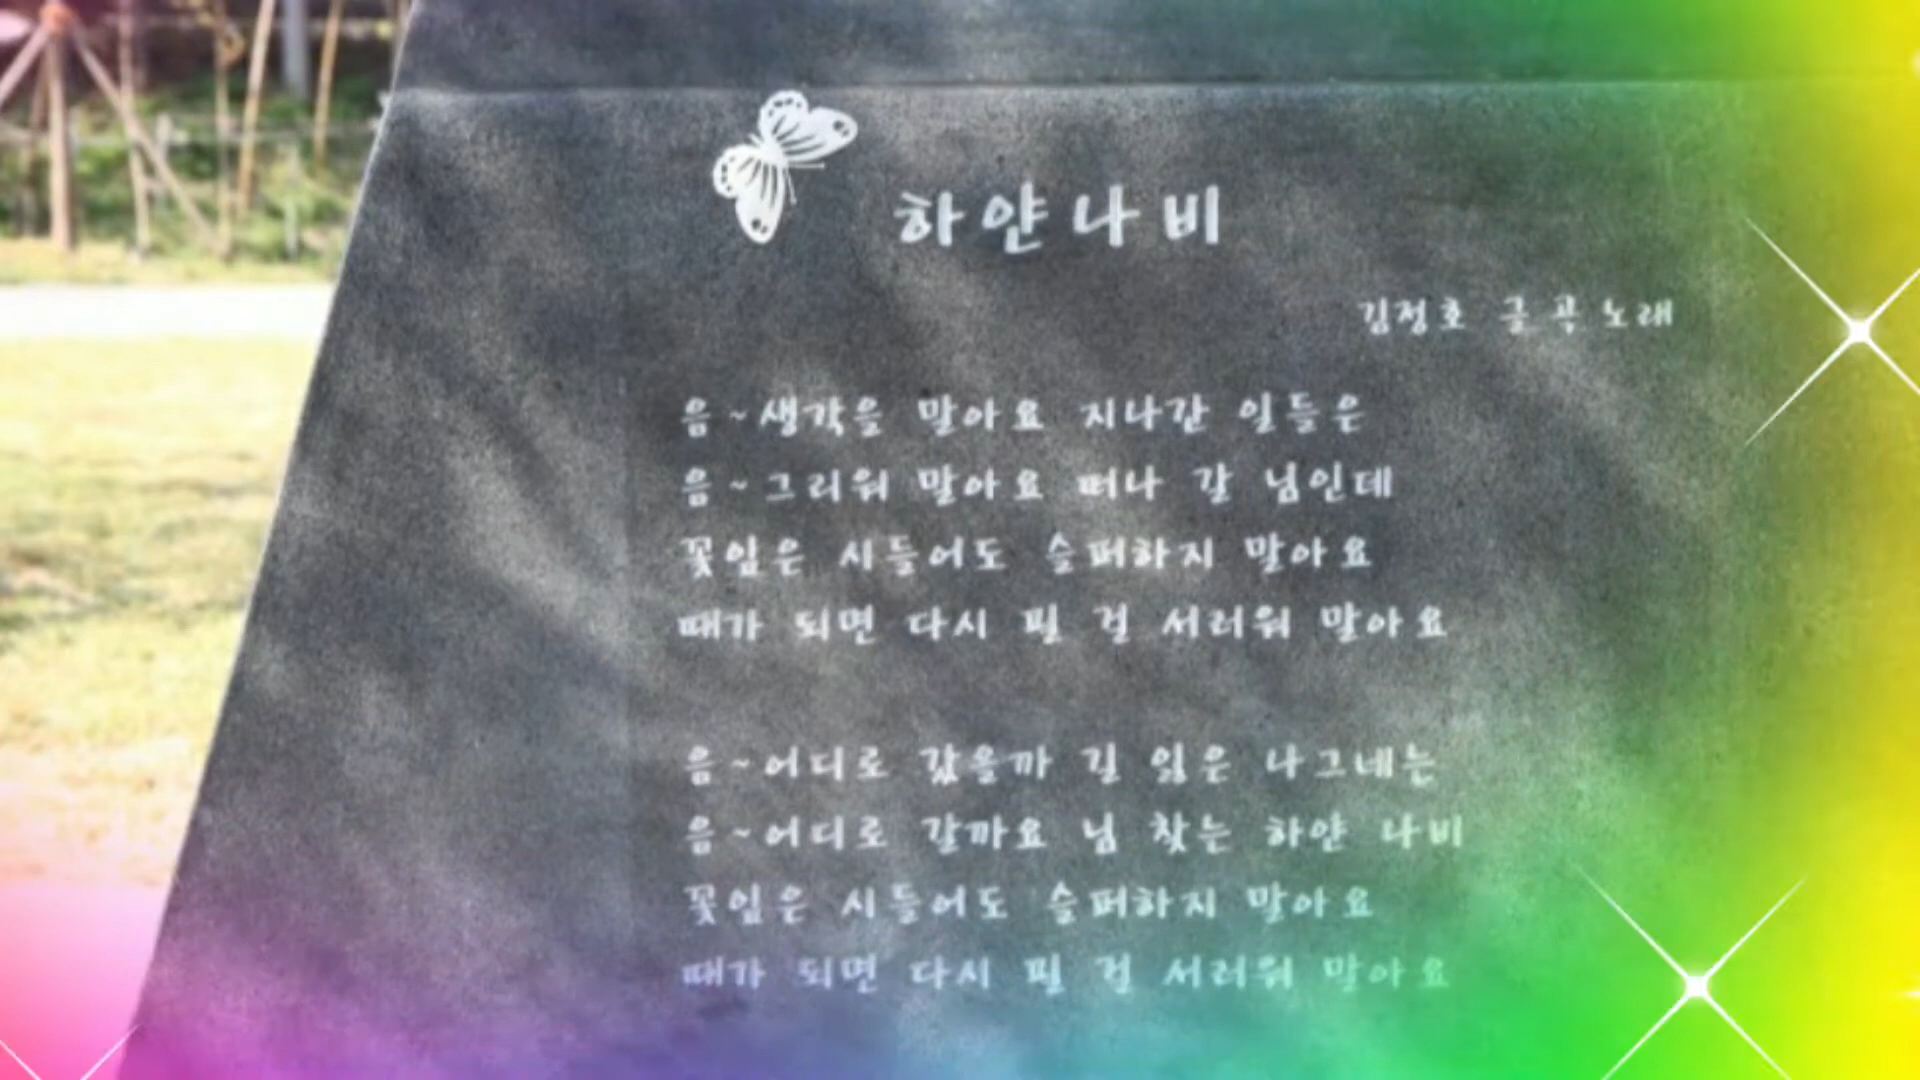 하얀나비
김정호 글 곡 노래
음~생각을 말아요 지나간 일들은
음~그리워 말아요 떠나 갈 님인데
꽃잎은 시들어도 슬퍼하지 말아요
때가 되면 다시 필 걸 서러워 말아요
음~어디로 갔을까 길 잃은 나그네는
음~어디로 갈까요 님 찾는 하얀 나비
꽃잎은 시들어도 슬퍼하지 말아요
때가 되면 다시 필 걸 서러워 말아요